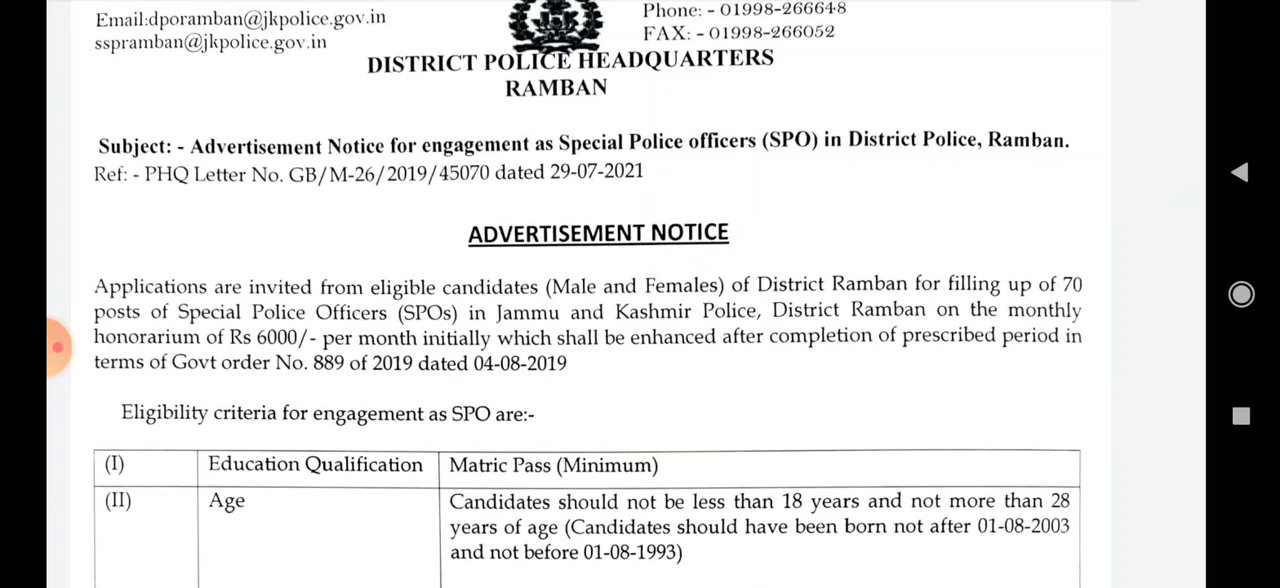 Email:dporamban@jkpolice.gov.in
sspramban@jkpolice.gov.in
Phone: - 01998-266648
FAX: - 01998-266052
J&K
DISTRICT POLICE HEADQUARTERS
RAMBAN
Subject: - Advertisement Notice for engagement as Special Police officers (SPO) in District Police, Ramban.
Ref: - PHQ Letter No. GB/M-26/2019/45070 dated 29-07-2021
ADVERTISEMENT NOTICE
Applications are invited from eligible candidates (Male and Females) of District Ramban for filling up of 70
posts of Special Police Officers (SPOs) in Jammu and Kashmir Police, District Ramban on the monthly
honorarium of Rs 6000/- per month initially which shall be enhanced after completion of prescribed period in
terms of Govt order No. 889 of 2019 dated 04-08-2019
Eligibility criteria for engagement as SPO are:-
(I) Education Qualification Matric Pass (Minimum)
(II) Age Candidates should not be less than 18 years and not more than 28
years of age (Candidates should have been born not after 01-08-2003
and not before 01-08-1993)